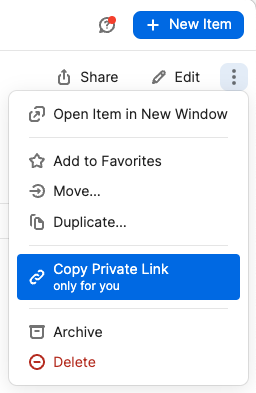 + New Item
Share
Edit
Open Item in New Window
Add to Favorites
Move...
Duplicate...
Copy Private Link
only for you
Archive
Delete